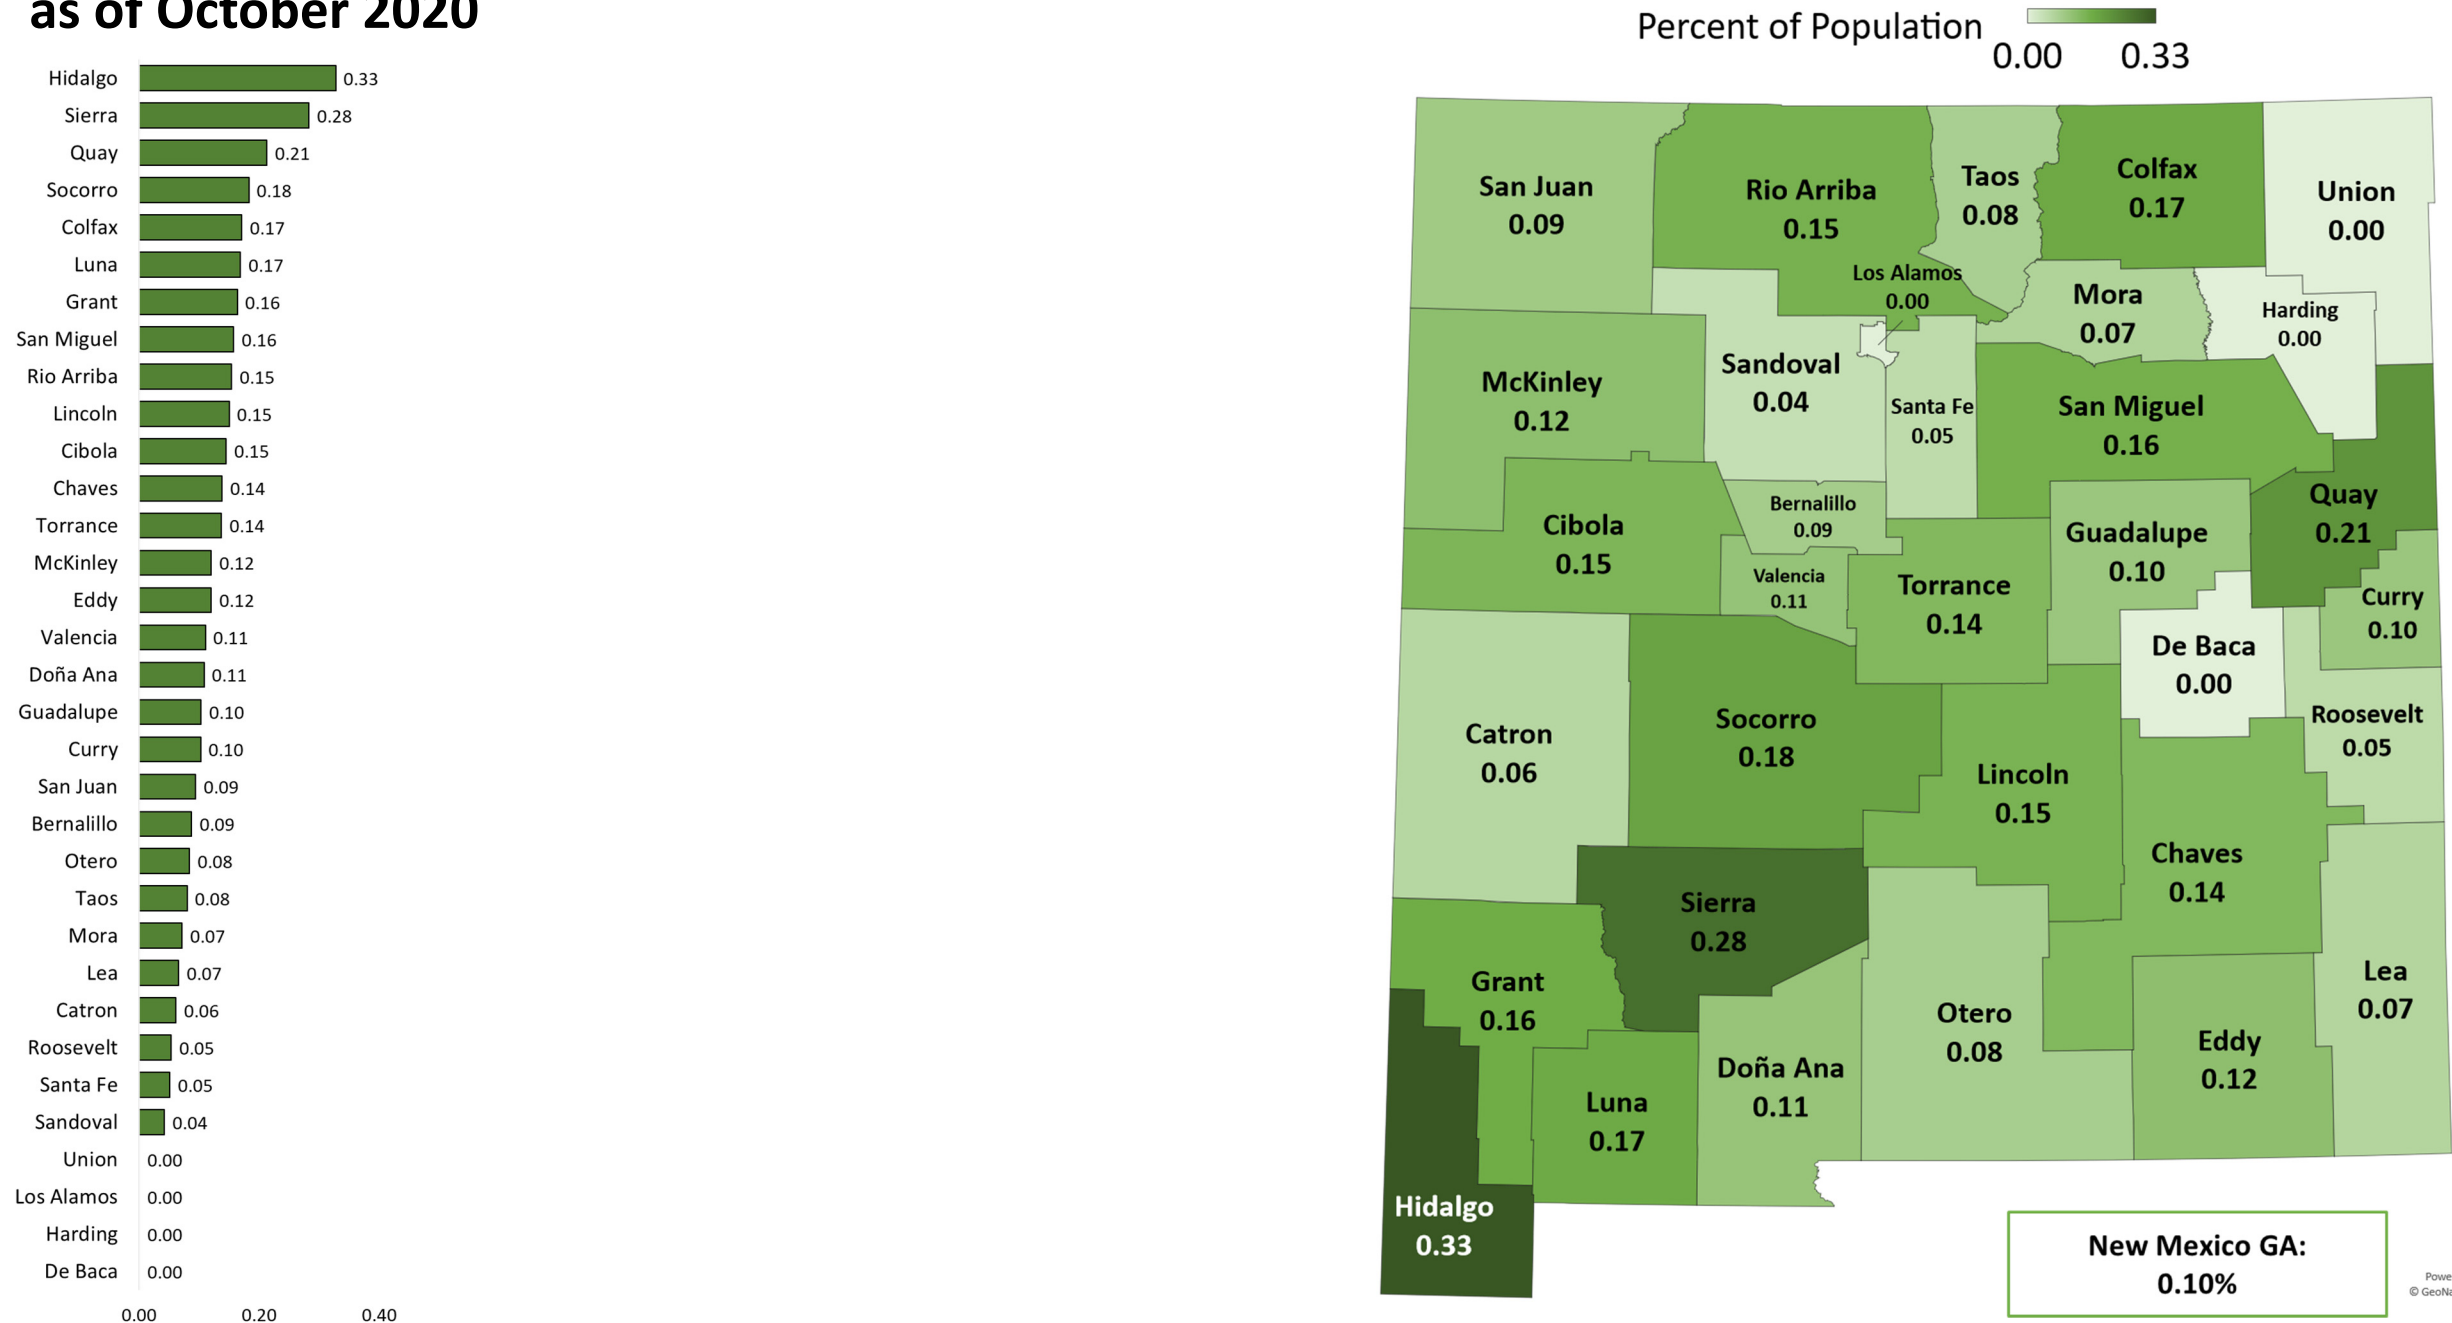 as of October 2020
Hidalgo 0.33
Sierra 0.28
Quay 0.21
Socorro 0.18
Colfax 0.17
Luna 0.17
Grant 0.16
San Miguel 0.16
Rio Arriba 0.15
Lincoln 0.15
Cibola 0.15
Chaves 0.14
Torrance 0.14
McKinley 0.12
Eddy 0.12
Valencia 0.11
Doña Ana 0.11
Guadalupe 0.10
Curry 0.10
San Juan 0.09
Bernalillo 0.09
Otero 0.08
Taos 0.08
Mora 0.07
Lea 0.07
Catron 0.06
Roosevelt 0.05
Santa Fe 0.05
Sandoval 0.04
Union 0.00
Los Alamos 0.00
Harding 0.00
De Baca 0.00
0.00 0.20 0.40
Percent of Population
0.00 0.33
San Juan
0.09
Rio Arriba
0.15
Taos
0.08
Colfax
0.17
Union
0.00
Los Alamos
0.00
Mora
0.07
Harding
0.00
McKinley
0.12
Sandoval
0.04
Santa Fe
0.05
San Miguel
0.16
Quay
0.21
Cibola
0.15
Bernalillo
0.09
Valencia
0.11
Torrance
0.14
Guadalupe
0.10
Curry
0.10
De Baca
0.00
Roosevelt
0.05
Catron
0.06
Socorro
0.18
Lincoln
0.15
Chaves
0.14
Sierra
0.28
Grant
0.16
Otero
0.08
Lea
0.07
Eddy
0.12
Doña Ana
0.11
Luna
0.17
Hidalgo
0.33
New Mexico GA:
0.10%